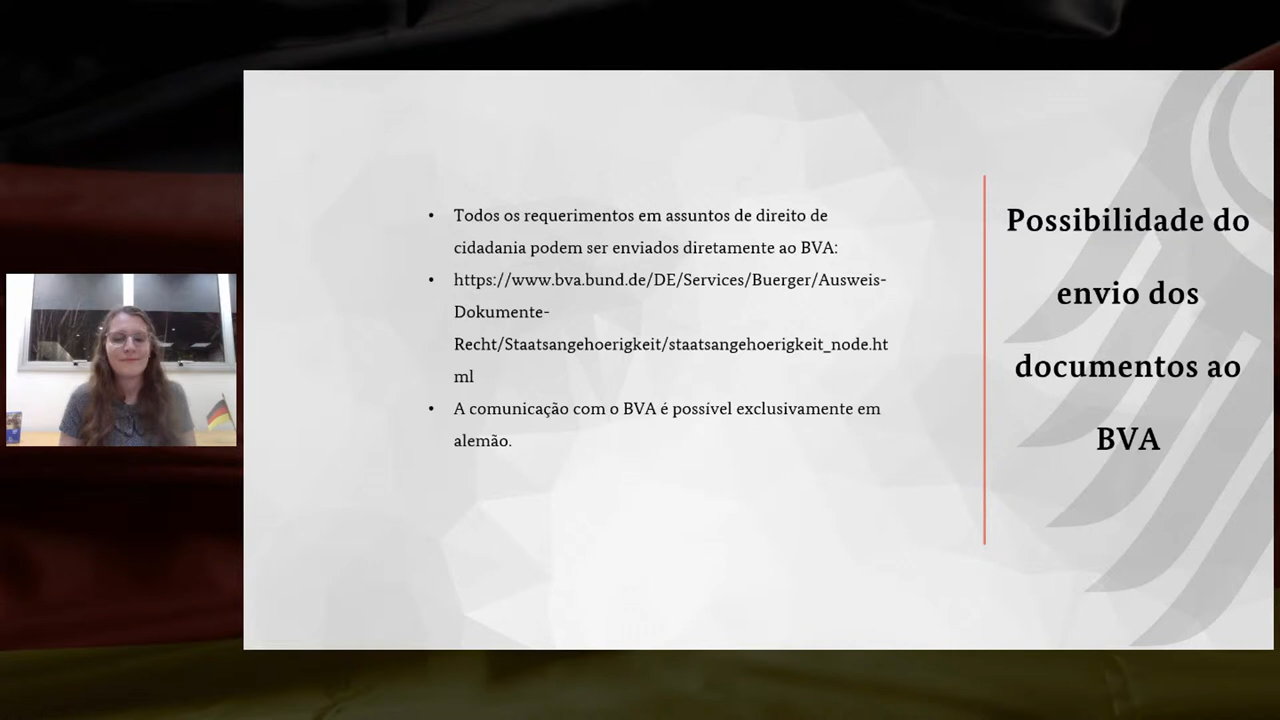 Todos os requerimentos em assuntos de direito de
cidadania podem ser enviados diretamente ao BVA:
https://www.bva.bund.de/DE/Services/Buerger/Ausweis-
Dokumente-
Recht/Staatsangehoerigkeit/staatsangehoerigkeit_node.ht
ml
A comunicação com o BVA é possível exclusivamente em
alemão.
Possibilidade do
envio dos
documentos ao
BVA